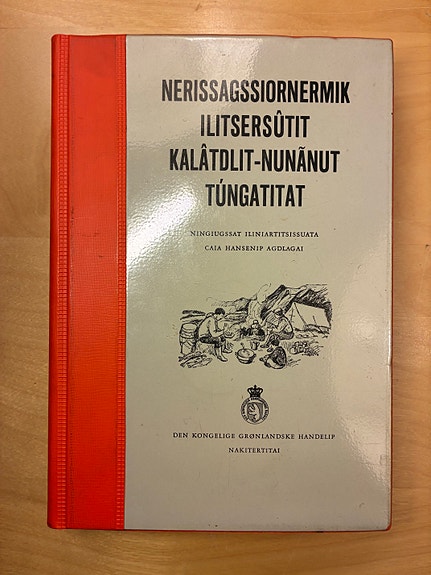 NERISSAGSSIORNERMIK
ILITSERSÛTIT
KALÂTDLIT-NUNÃNUT
TÚNGATITAT
NINGIUGSSAT ILINIARTITSISSUATA
CAIA HANSENIP AGDLAGAI
DEN KONGELIGE GRØNLANDSKE HANDELIP
NAKITERTITAI